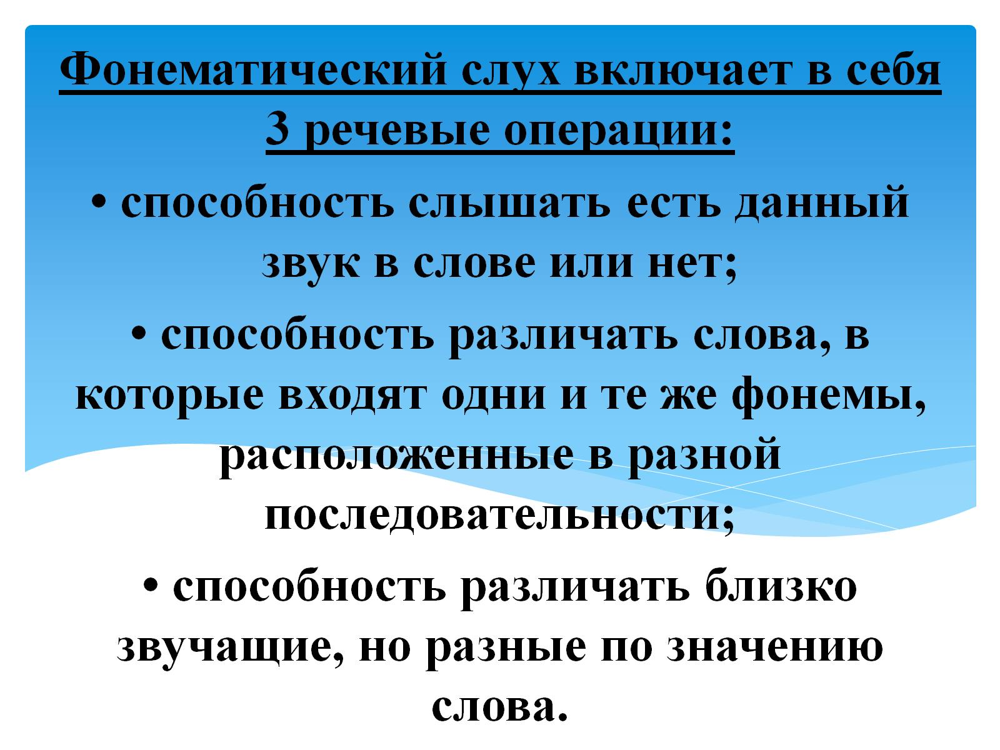 Фонематический слух включает в себя
3 речевые операции:
• способность слышать есть данный
звук в слове или нет;
• способность различать слова, в
которые входят одни и те же фонемы,
расположенные в разной
последовательности;
• способность различать близко
звучащие, но разные по значению
слова.